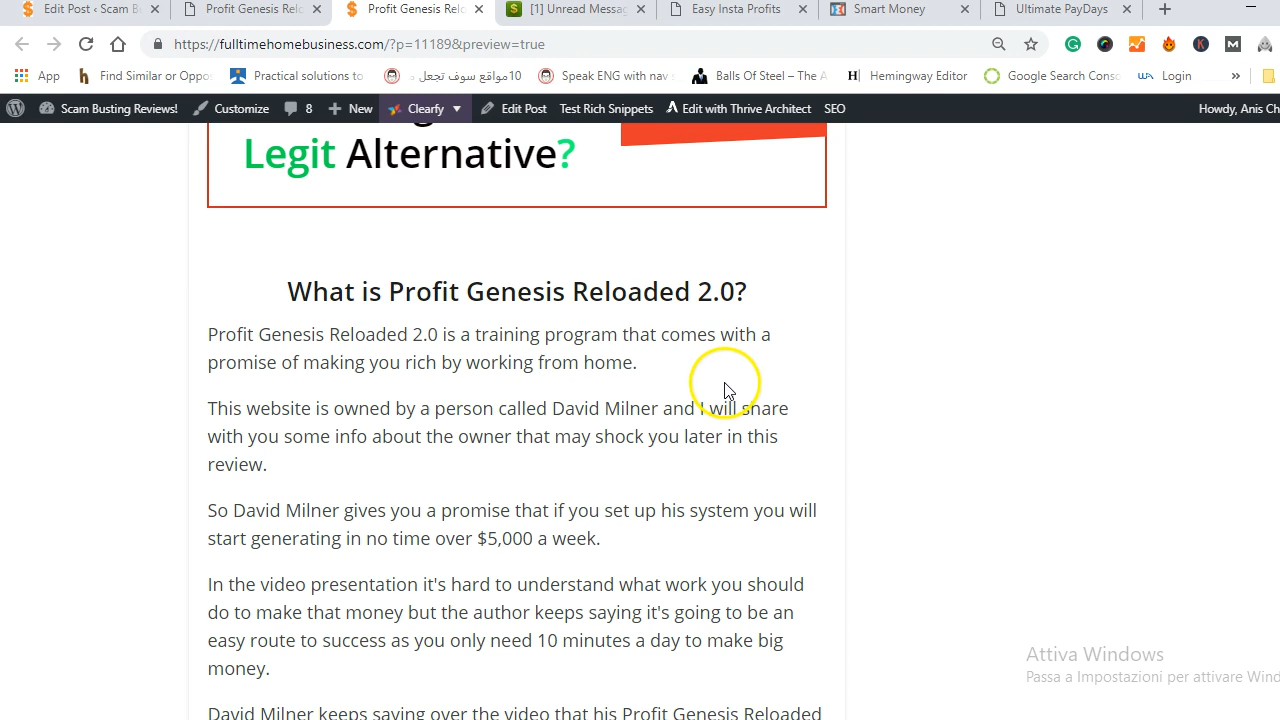 Edit Post ‹ Scam B
Profit Genesis Relo
Profit Genesis Relo
[1] Unread Messag
Easy Insta Profits
Smart Money
Ultimate PayDays
https://fulltimehomebusiness.com/?p=11189&preview=true
App
Find Similar or Oppo
Practical solutions to
10مواقع سوف تجعل
Speak ENG with nav
Balls Of Steel – The A
Hemingway Editor
Google Search Cons
Login
»
Scam Busting Reviews!
Customize
8
New
Clearfy
Edit Post
Test Rich Snippets
Edit with Thrive Architect
SEO
Howdy, Anis Ch
Legit Alternative?
What is Profit Genesis Reloaded 2.0?
Profit Genesis Reloaded 2.0 is a training program that comes with a
promise of making you rich by working from home.
This website is owned by a person called David Milner and I will share
with you some info about the owner that may shock you later in this
review.
So David Milner gives you a promise that if you set up his system you will
start generating in no time over $5,000 a week.
In the video presentation it's hard to understand what work you should
do to make that money but the author keeps saying it's going to be an
easy route to success as you only need 10 minutes a day to make big
money.
Attiva Windows
Passa a Impostazioni per attivare Wind
David Milner keeps saying over the video that his Profit Genesis Reloaded